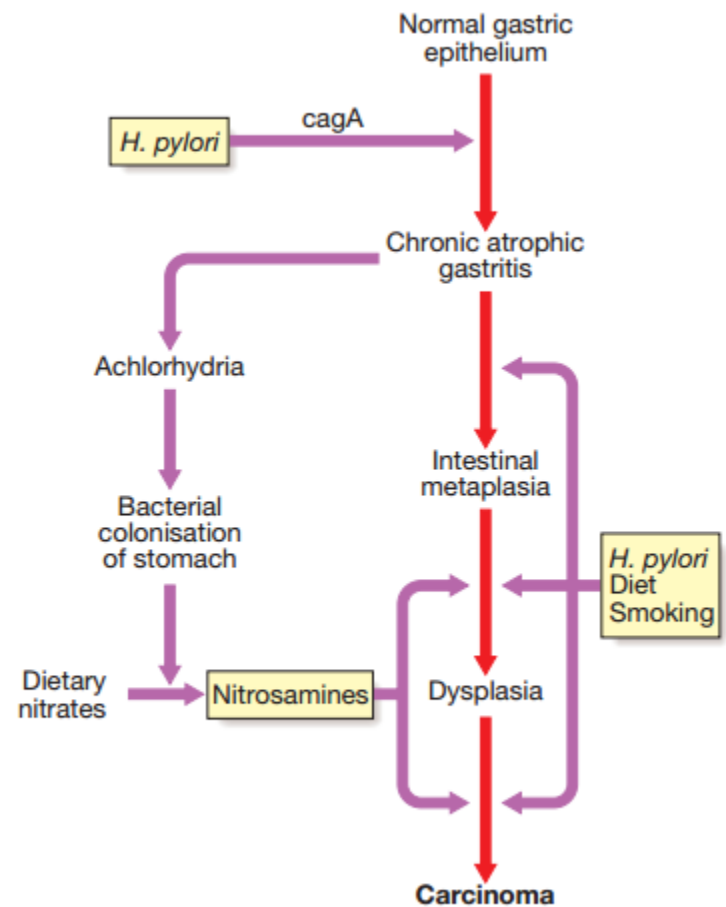 Normal gastric
epithelium
cagA
H. pylori
Chronic atrophic
gastritis
Achlorhydria
Intestinal
metaplasia
Bacterial
colonisation
of stomach
H. pylori
Diet
Smoking
Dietary
nitrates
Nitrosamines
Dysplasia
Carcinoma